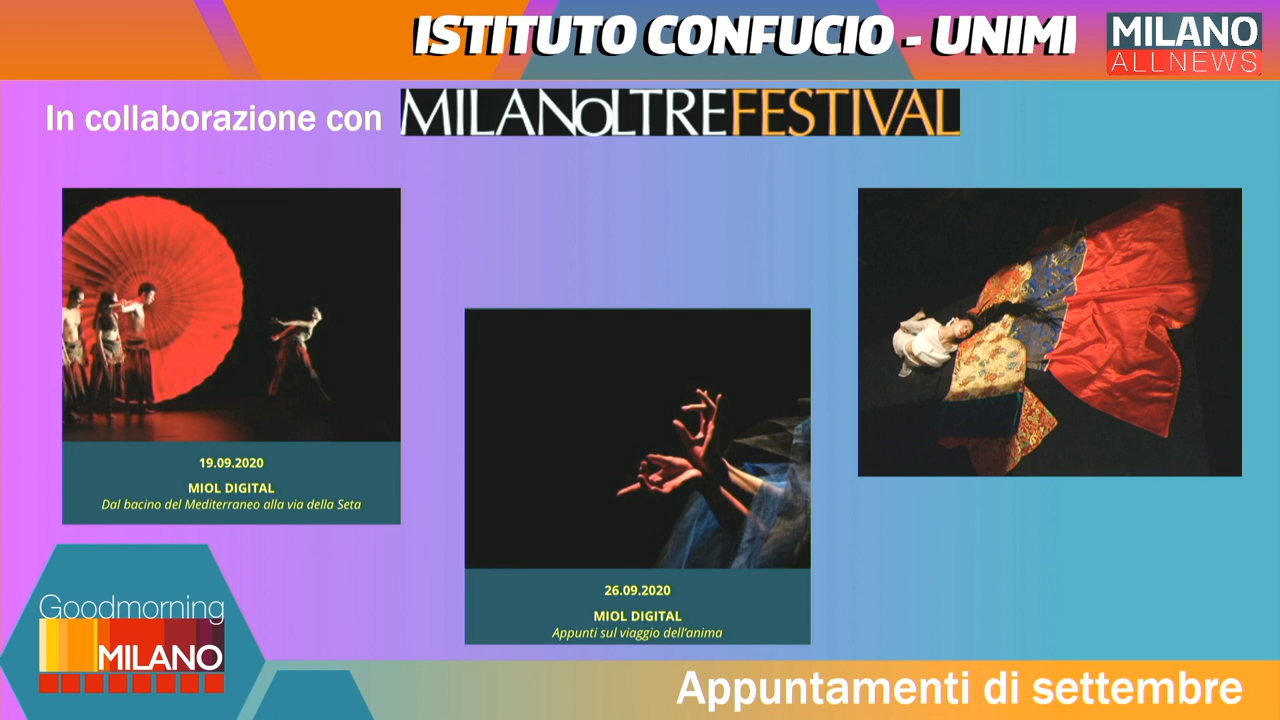 ISTITUTO CONFUCIO - UNIMI
MILANO
ALLNEWS
In collaborazione con
MILANoLTREFESTIVAL
19.09.2020
MIOL DIGITAL
Dal bacino del Mediterraneo alla via della Seta
26.09.2020
MIOL DIGITAL
Appunti sul viaggio dell'anima
Goodmorning
MILANO
Appuntamenti di settembre